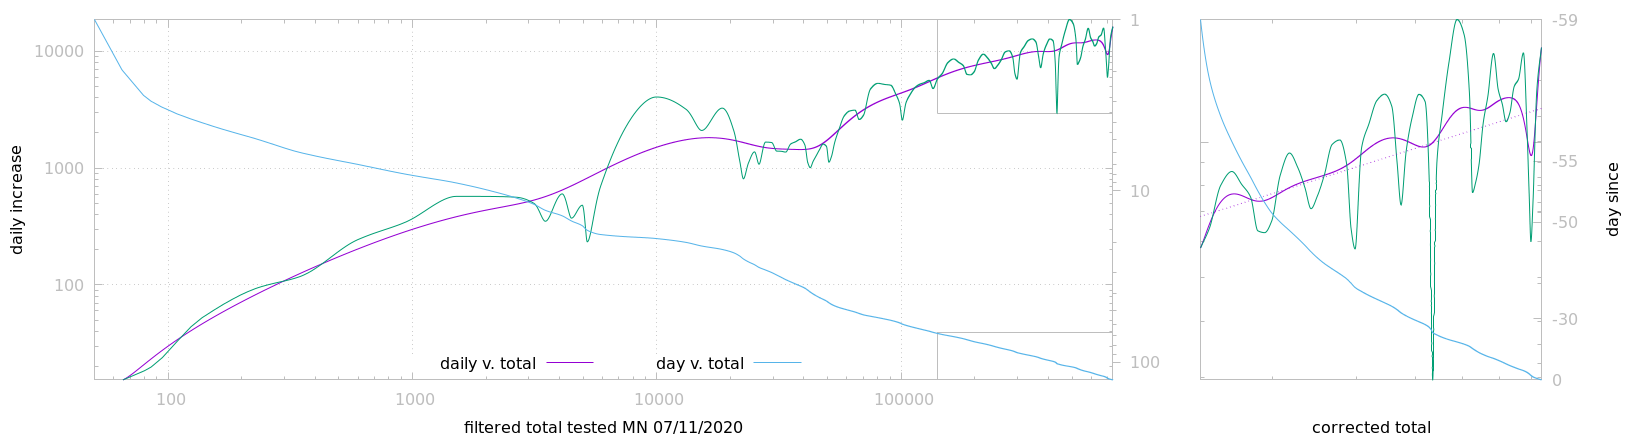 10000
1000
100
daily increase
100
1000
10000
100000
filtered total tested MN 07/11/2020
daily v. total
day v. total
1
10
100
-59
-55
-50
-30
0
day since
corrected total